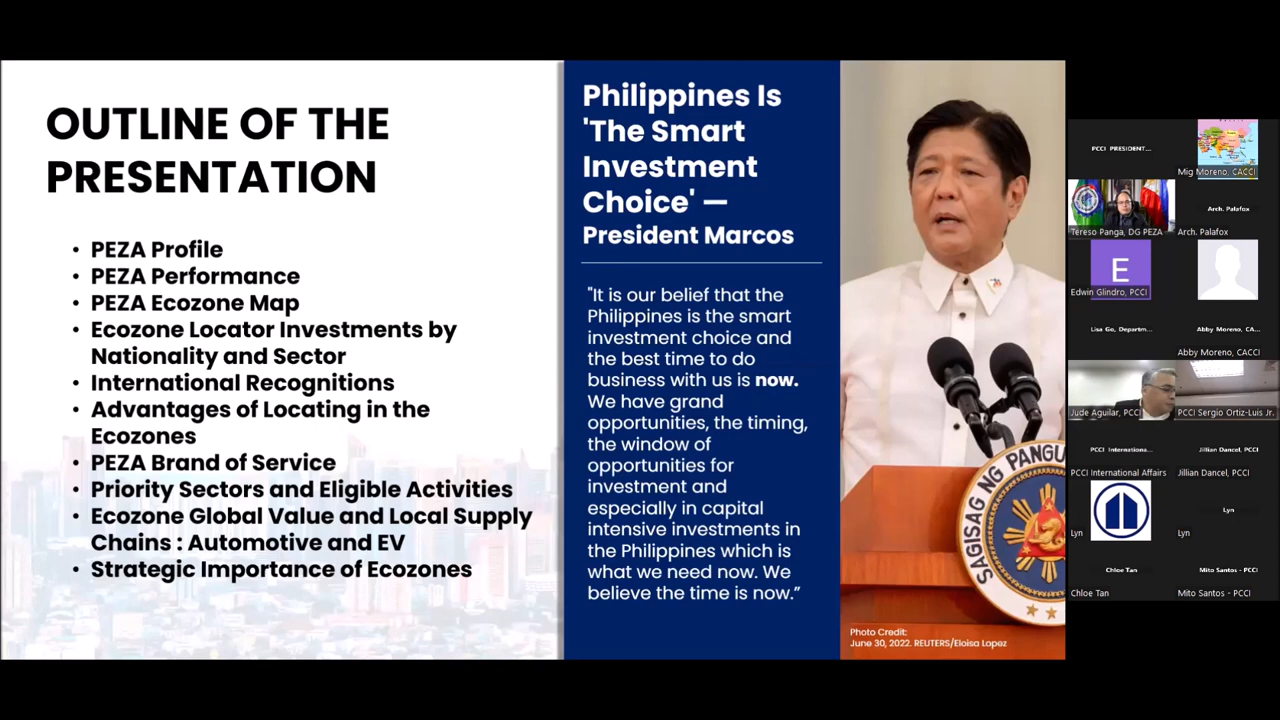 OUTLINE OF THE
PRESENTATION
• PEZA Profile
• PEZA Performance
• PEZA Ecozone Map
• Ecozone Locator Investments by
Nationality and Sector
• International Recognitions
• Advantages of Locating in the
Ecozones
• PEZA Brand of Service
• Priority Sectors and Eligible Activities
• Ecozone Global Value and Local Supply
Chains : Automotive and EV
• Strategic Importance of Ecozones
Philippines Is
'The Smart
Investment
Choice' —
President Marcos
"It is our belief that the
Philippines is the smart
investment choice and
the best time to do
business with us is now.
We have grand
opportunities, the timing,
the window of
opportunities for
investment and
especially in capital
intensive investments in
the Philippines which is
what we need now. We
believe the time is now.”
SAGISAG NG PANGU
Photo Credit:
June 30, 2022. REUTERS/Eloisa Lopez
PCCI PRESIDENT...
Mig Moreno, CACCI
Tereso Panga, DG PEZA
Arch. Palafox
Arch. Palafox
E
Edwin Glindro, PCCI
Lisa Go, Departm...
Abby Moreno, CA...
Abby Moreno, CACCI
Jude Aguilar, PCCI
PCCI Sergio Ortiz-Luis Jr.
PCCI Internationa...
PCCI International Affairs
Jillian Dancel, PCCI
Jillian Dancel, PCCI
Lyn
Lyn
Lyn
Chloe Tan
Chloe Tan
Mito Santos - PCCI
Mito Santos - PCCI